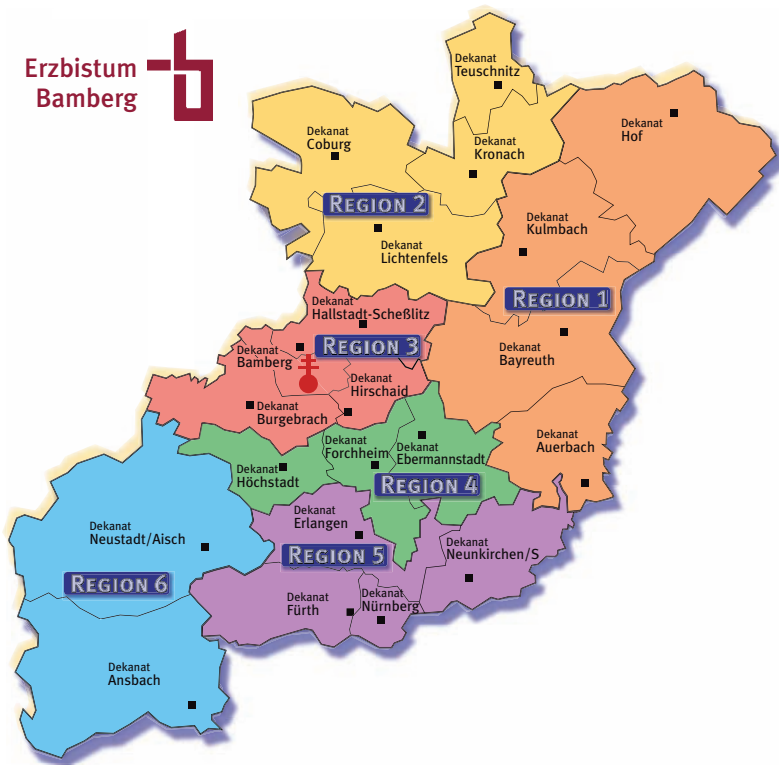 Erzbistum
Bamberg
Dekanat
Teuschnitz
Dekanat
Hof
Dekanat
Coburg
Dekanat
Kronach
REGION 2
Dekanat
Kulmbach
Dekanat
Lichtenfels
REGION 1
Dekanat
Hallstadt-Scheßlitz
REGION 3
Dekanat
Bamberg
Dekanat
Bayreuth
Dekanat
Hirschaid
Dekanat
Burgebrach
Dekanat
Forchheim
Dekanat
Ebermannstadt
Dekanat
Auerbach
Dekanat
Höchstadt
REGION 4
Dekanat
Erlangen
Dekanat
Neustadt/Aisch
REGION 5
Dekanat
Neunkirchen/S
REGION 6
Dekanat
Fürth
Dekanat
Nürnberg
Dekanat
Ansbach